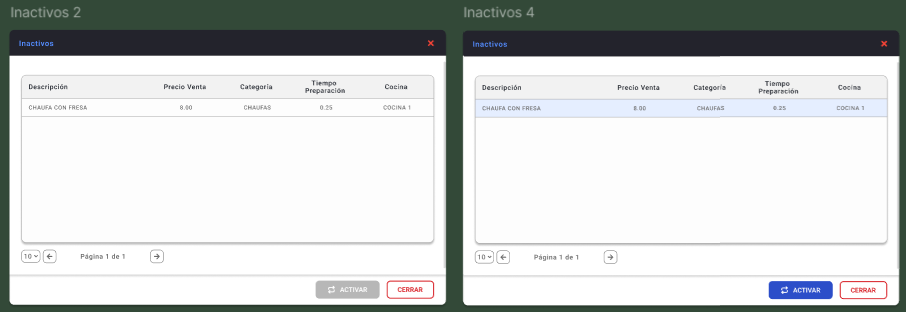 Inactivos 2
Inactivos
Descripción Precio Venta Categoría Tiempo Preparación Cocina
CHAUFA CON FRESA 8.00 CHAUFAS 0.25 COCINA 1
10 Página 1 de 1
ACTIVAR CERRAR
Inactivos 4
Inactivos
Descripción Precio Venta Categoría Tiempo Preparación Cocina
CHAUFA CON FRESA 8.00 CHAUFAS 0.25 COCINA 1
10 Página 1 de 1
ACTIVAR CERRAR